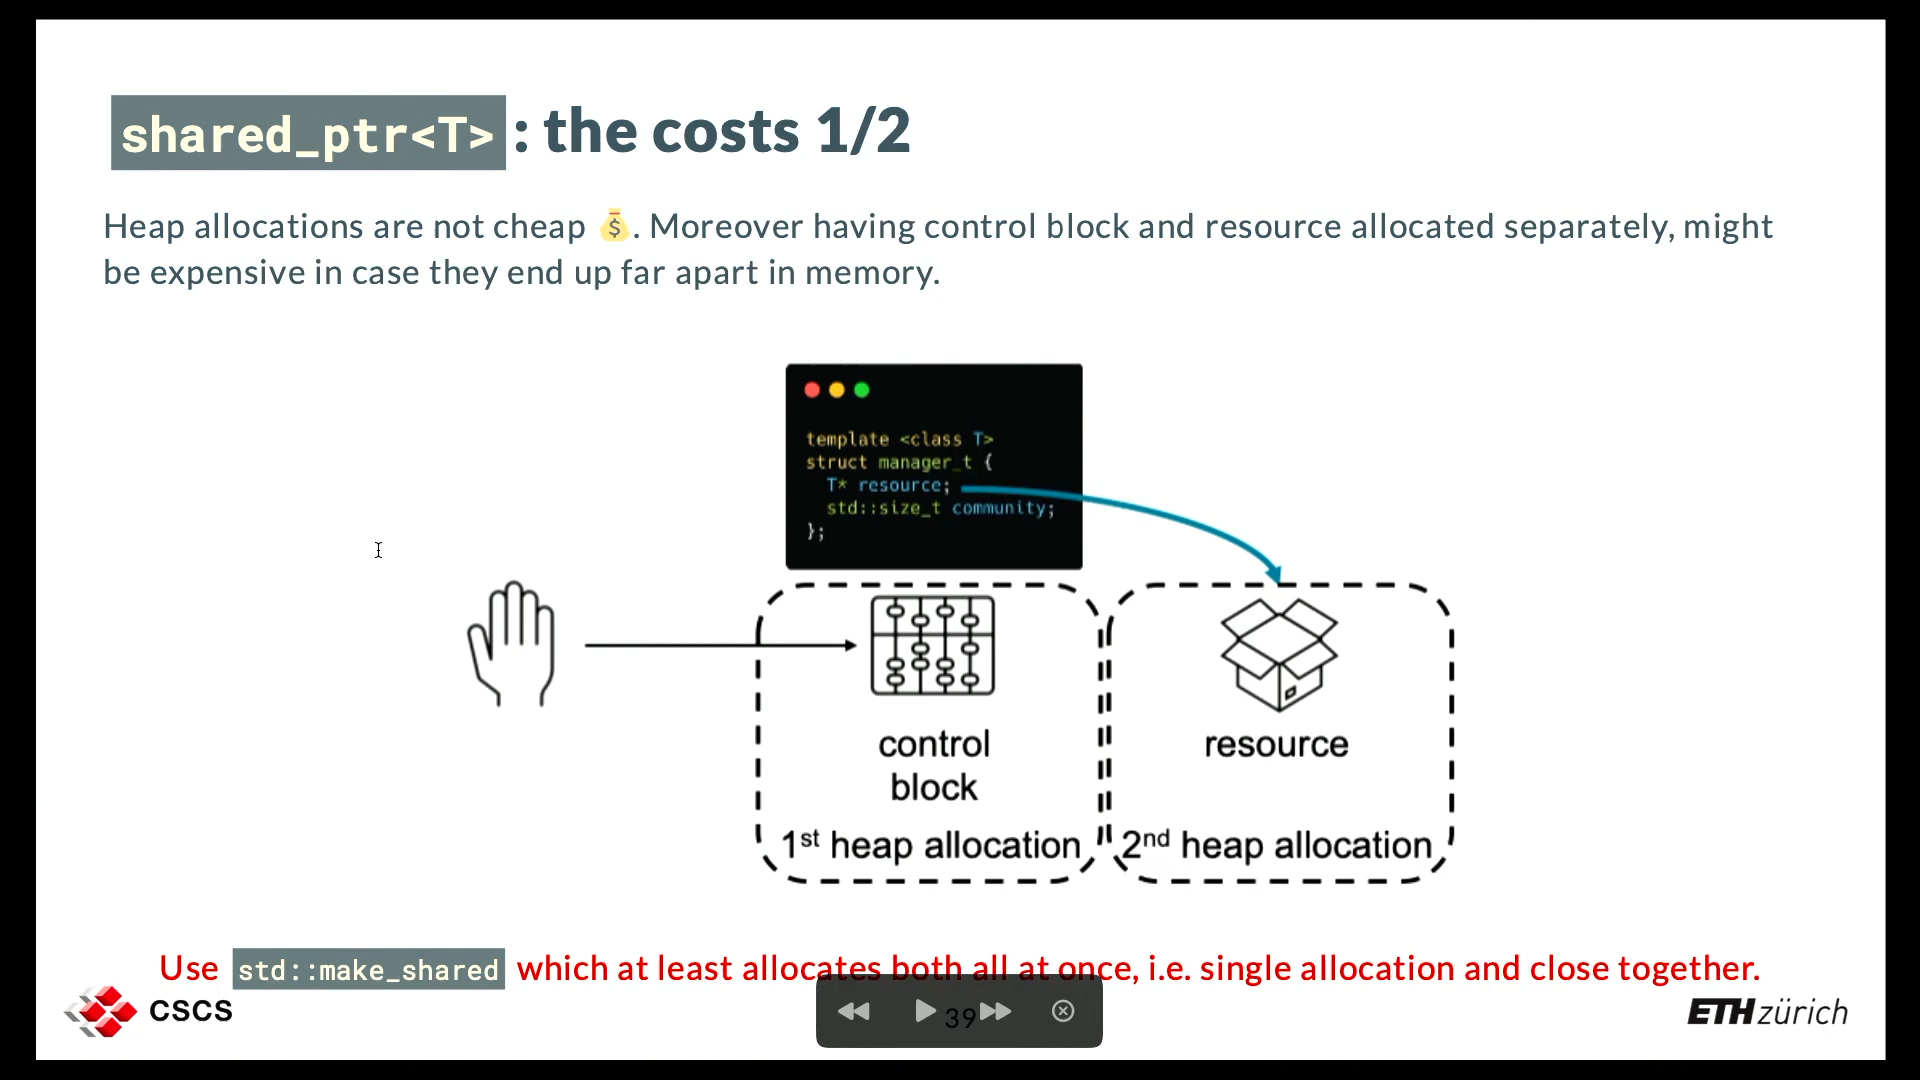 shared_ptr<T> : the costs 1/2
Heap allocations are not cheap 💰. Moreover having control block and resource allocated separately, might
be expensive in case they end up far apart in memory.
template <class T>
struct manager_t {
T* resource;
std::size_t community;
};
control
block
1st heap allocation
resource
2nd heap allocation
Use std::make_shared which at least allocates both all at once, i.e. single allocation and close together.
CSCS
39
ETH zürich